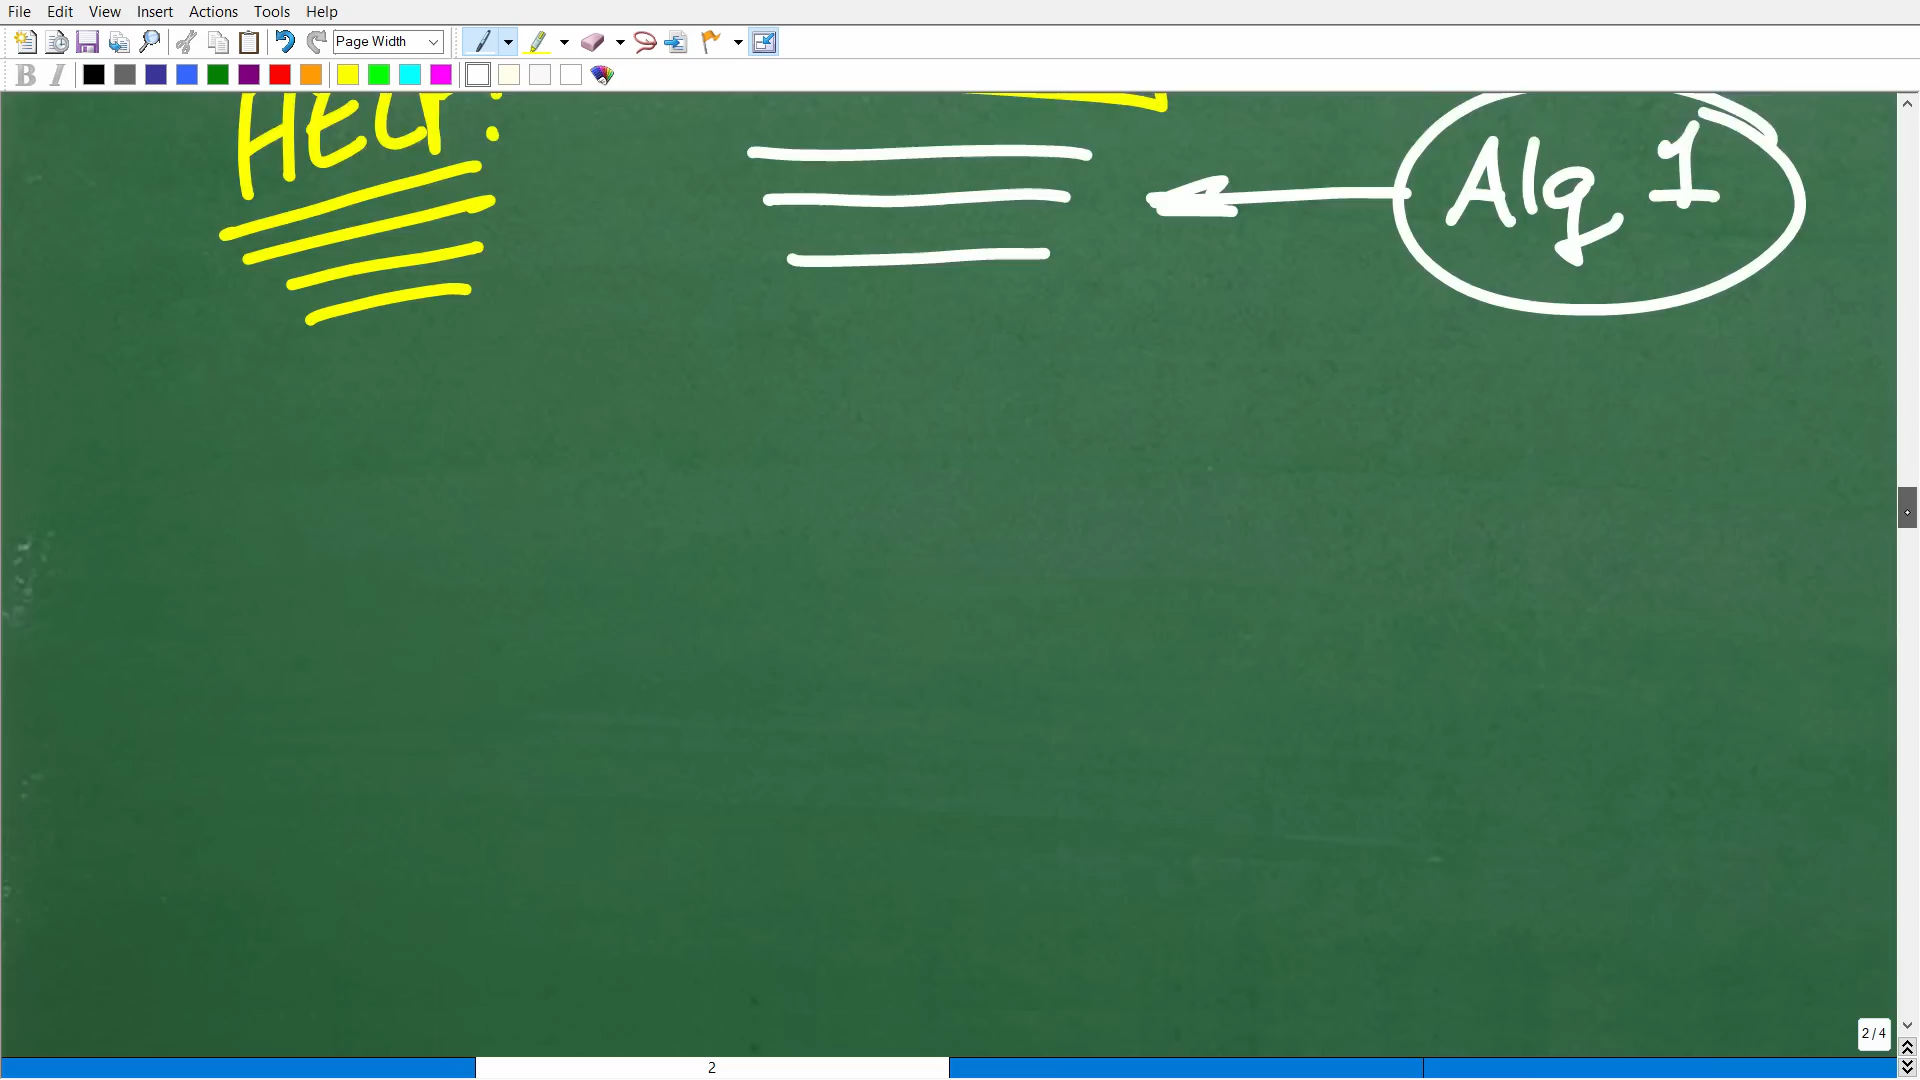 File Edit View Insert Actions Tools Help
Page Width
B I
HELP!
Alg 1
2 / 4
2